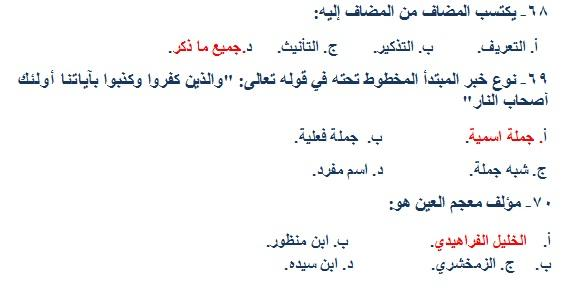 ٦٨- يكتسب المضاف من المضاف إليه:
أ. التعريف. ب. التذكير. ج. التأنيث. د.جميع ما ذكر.
٦٩- نوع خبر المبتدأ المخطوط تحته في قوله تعالى: "والذين كفروا وكذبوا بآياتنا أولئك
أصحاب النار"
أ. جملة اسمية. ب. جملة فعلية.
ج. شبه جملة. د. اسم مفرد.
٧٠- مؤلف معجم العين هو:
أ. الخليل الفراهيدي. ب. ابن منظور.
ب. ج. الزمخشري. د. ابن سيده.